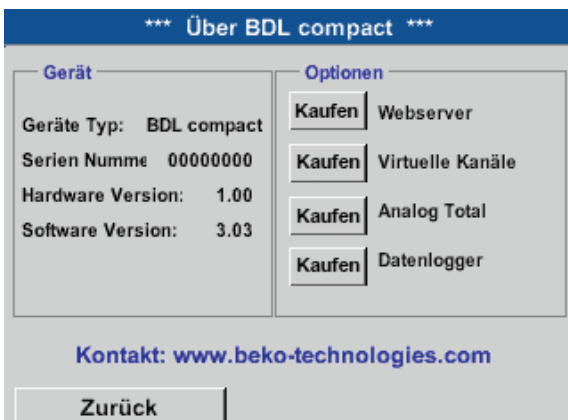 *** Über BDL compact ***
Gerät
Geräte Typ: BDL compact
Serien Numme 00000000
Hardware Version: 1.00
Software Version: 3.03
Optionen
Kaufen Webserver
Kaufen Virtuelle Kanäle
Kaufen Analog Total
Kaufen Datenlogger
Kontakt: www.beko-technologies.com
Zurück